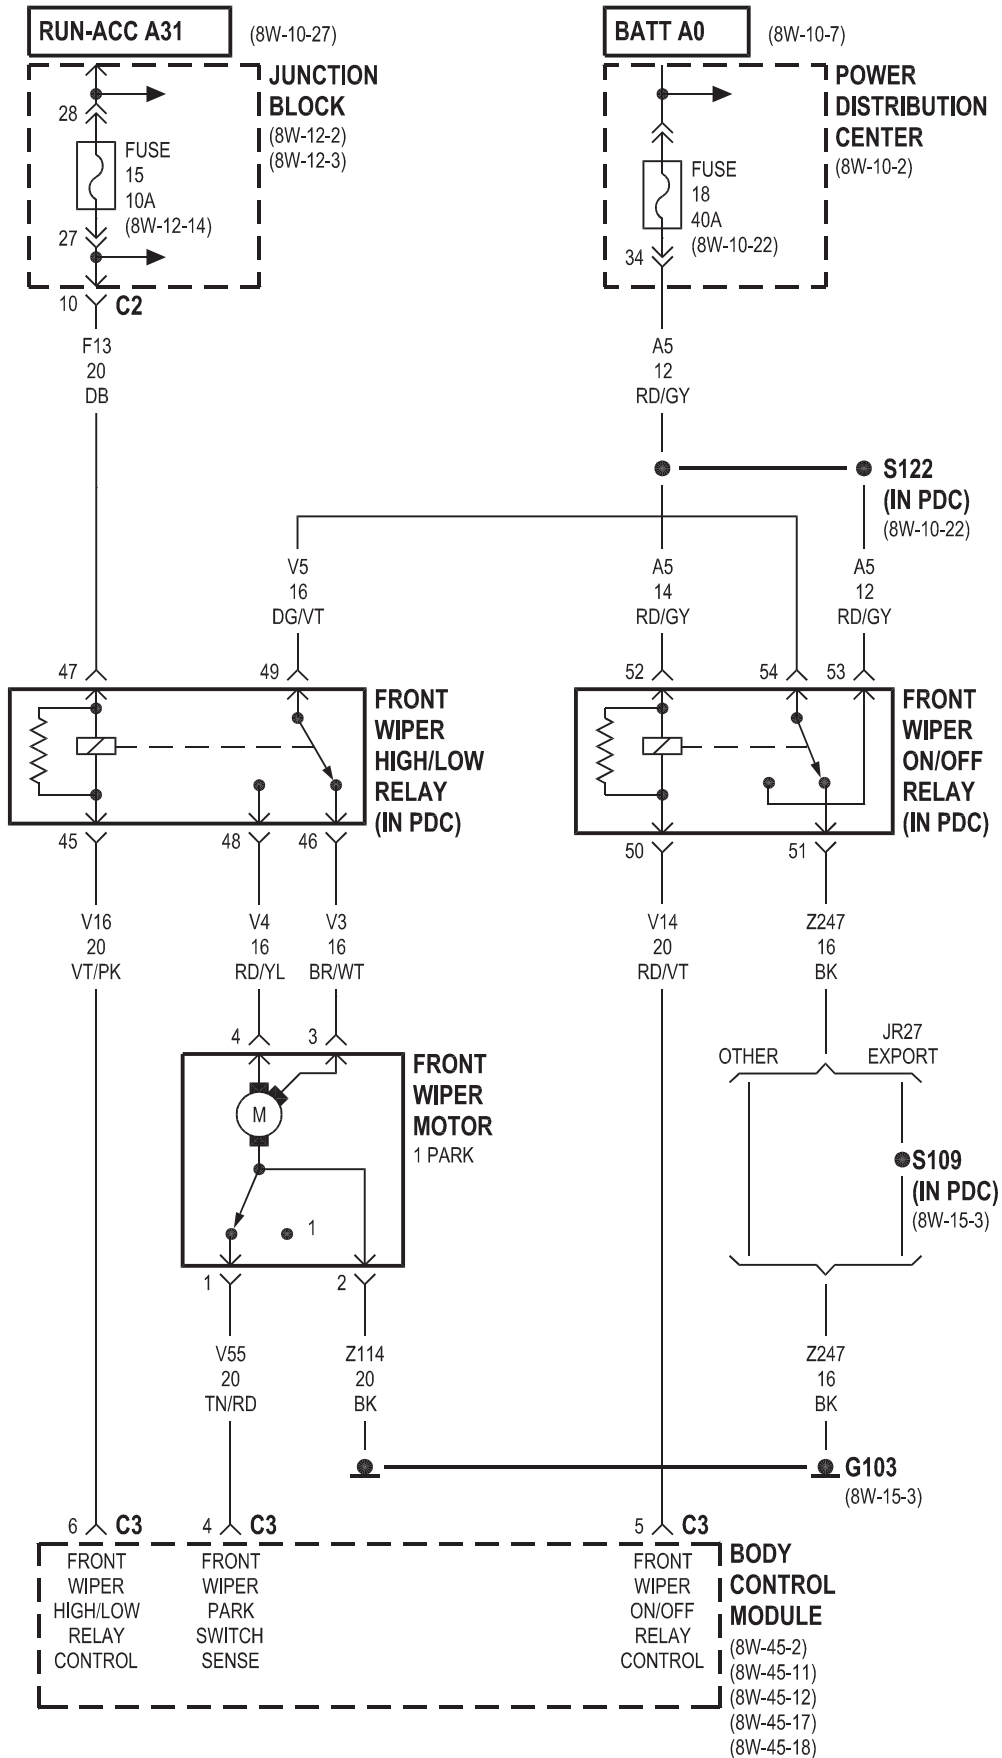 RUN-ACC A31
(8W-10-27)
BATT A0
(8W-10-7)
JUNCTION
BLOCK
(8W-12-2)
(8W-12-3)
28
FUSE
15
10A
(8W-12-14)
27
10
C2
POWER
DISTRIBUTION
CENTER
(8W-10-2)
FUSE
18
40A
(8W-10-22)
34
F13
20
DB
A5
12
RD/GY
S122
(IN PDC)
(8W-10-22)
V5
16
DG/VT
A5
14
RD/GY
A5
12
RD/GY
47
49
52
54
53
FRONT
WIPER
HIGH/LOW
RELAY
(IN PDC)
FRONT
WIPER
ON/OFF
RELAY
(IN PDC)
45
48
46
50
51
V16
20
VT/PK
V4
16
RD/YL
V3
16
BR/WT
V14
20
RD/VT
Z247
16
BK
4
3
FRONT
WIPER
MOTOR
1 PARK
M
1
1
2
OTHER
JR27
EXPORT
S109
(IN PDC)
(8W-15-3)
V55
20
TN/RD
Z114
20
BK
Z247
16
BK
G103
(8W-15-3)
6
C3
4
C3
5
C3
FRONT
WIPER
HIGH/LOW
RELAY
CONTROL
FRONT
WIPER
PARK
SWITCH
SENSE
FRONT
WIPER
ON/OFF
RELAY
CONTROL
BODY
CONTROL
MODULE
(8W-45-2)
(8W-45-11)
(8W-45-12)
(8W-45-17)
(8W-45-18)